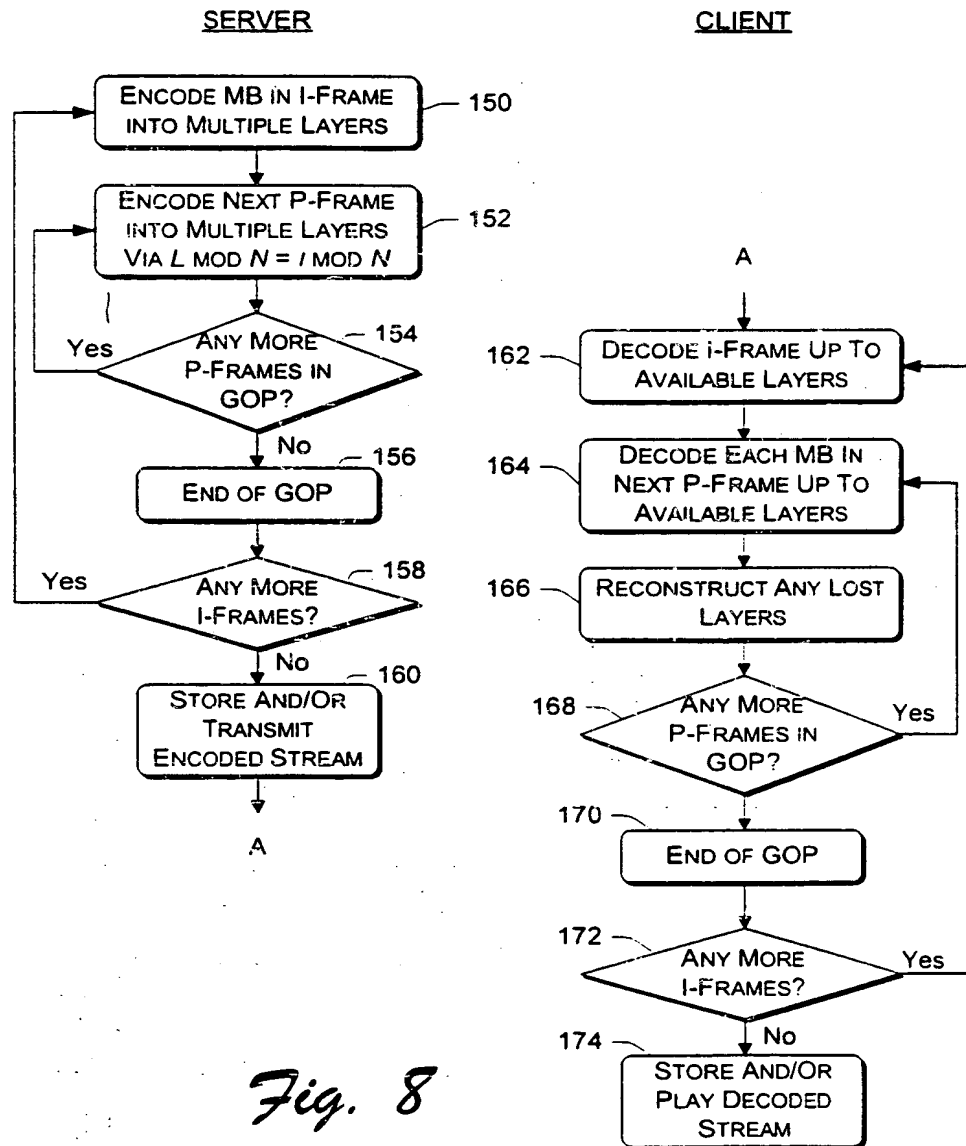 SERVER
ENCODE MB IN I-FRAME
INTO MULTIPLE LAYERS
150
ENCODE NEXT P-FRAME
INTO MULTIPLE LAYERS
VIA L MOD N = i MOD N
152
ANY MORE
P-FRAMES IN
GOP?
154
Yes
No
156
END OF GOP
ANY MORE
I-FRAMES?
158
Yes
No
160
STORE AND/OR
TRANSMIT
ENCODED STREAM
A
CLIENT
A
162
DECODE I-FRAME UP TO
AVAILABLE LAYERS
164
DECODE EACH MB IN
NEXT P-FRAME UP TO
AVAILABLE LAYERS
166
RECONSTRUCT ANY LOST
LAYERS
168
ANY MORE
P-FRAMES IN
GOP?
Yes
170
END OF GOP
172
ANY MORE
I-FRAMES?
Yes
No
174
STORE AND/OR
PLAY DECODED
STREAM
Fig. 8